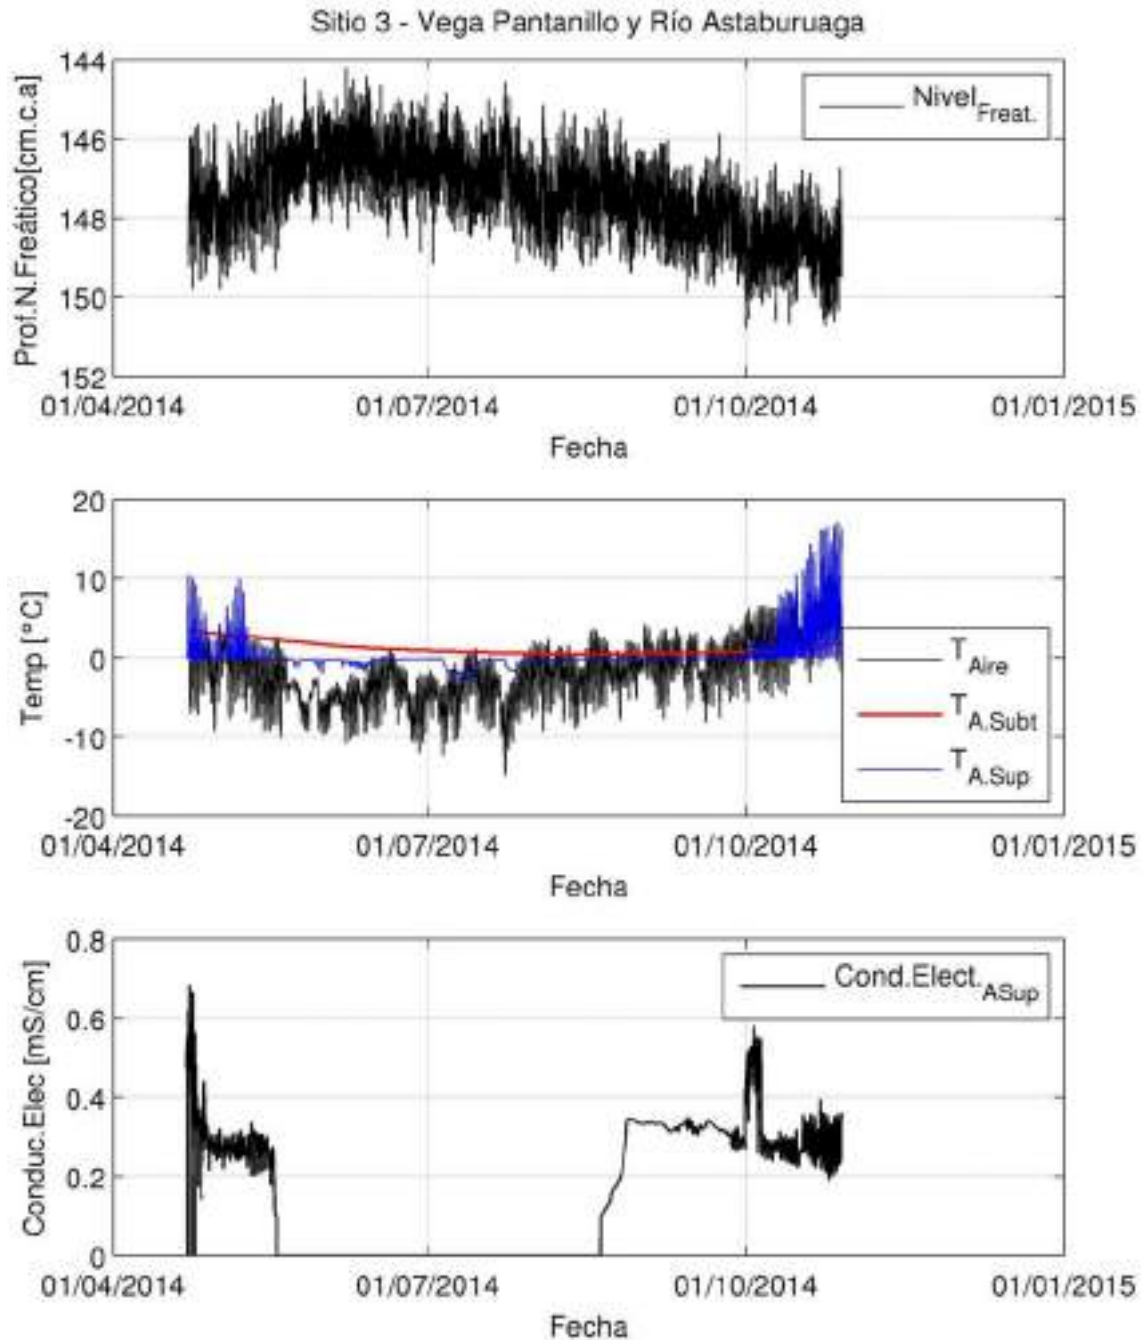 Sitio 3 - Vega Pantanillo y Río Astaburuaga
Prof.N.Freático[cm.c.a]
144
146
148
150
152
Nivel Freat.
01/04/2014 01/07/2014 01/10/2014 01/01/2015
Fecha
Temp [°C]
20
10
0
-10
-20
T Aire
T A.Subt
T A.Sup
01/04/2014 01/07/2014 01/10/2014 01/01/2015
Fecha
Conduc.Elec [mS/cm]
0.8
0.6
0.4
0.2
0
Cond.Elect. ASup
01/04/2014 01/07/2014 01/10/2014 01/01/2015
Fecha